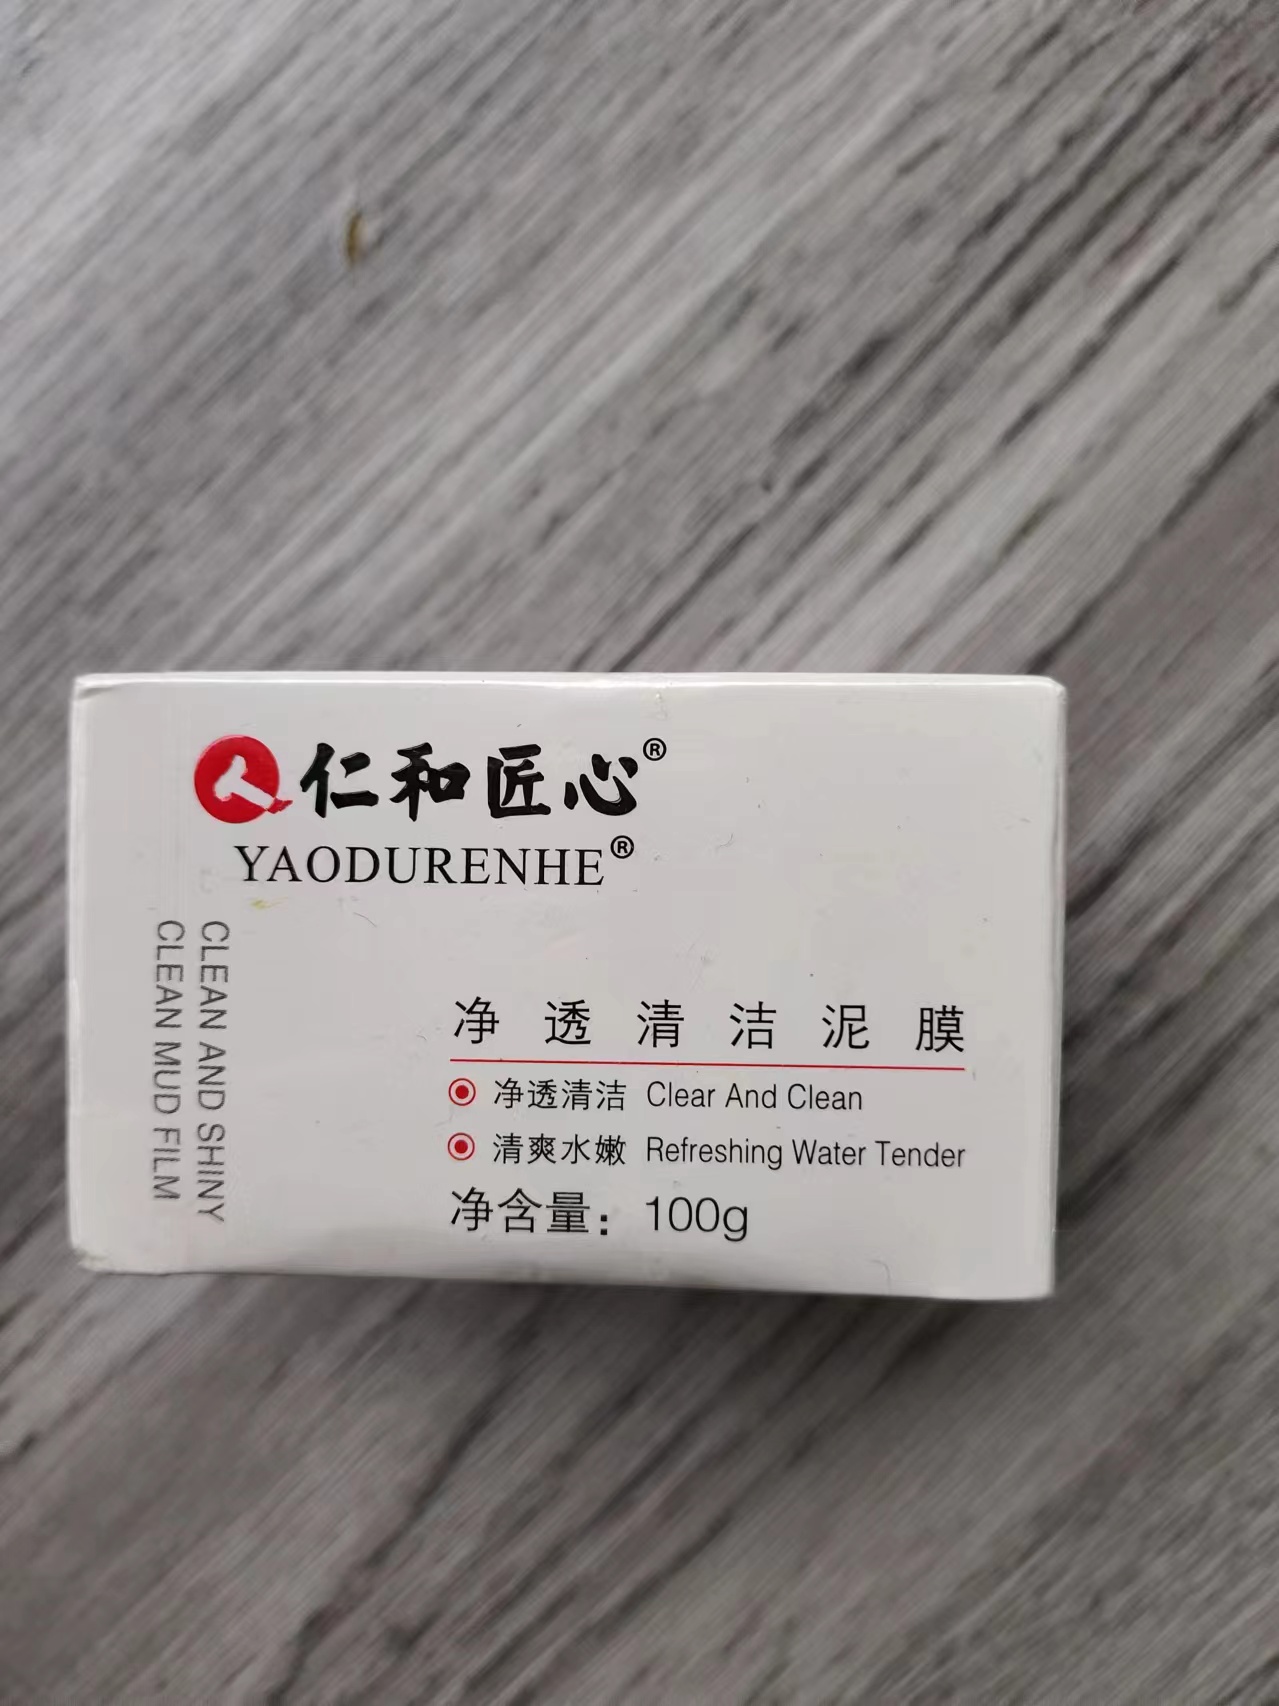 仁和匠心®
YAODURENHE®
CLEAN AND SHINY
CLEAN MUD FILM
净透清洁泥膜
净透清洁 Clear And Clean
清爽水嫩 Refreshing Water Tender
净含量：100g